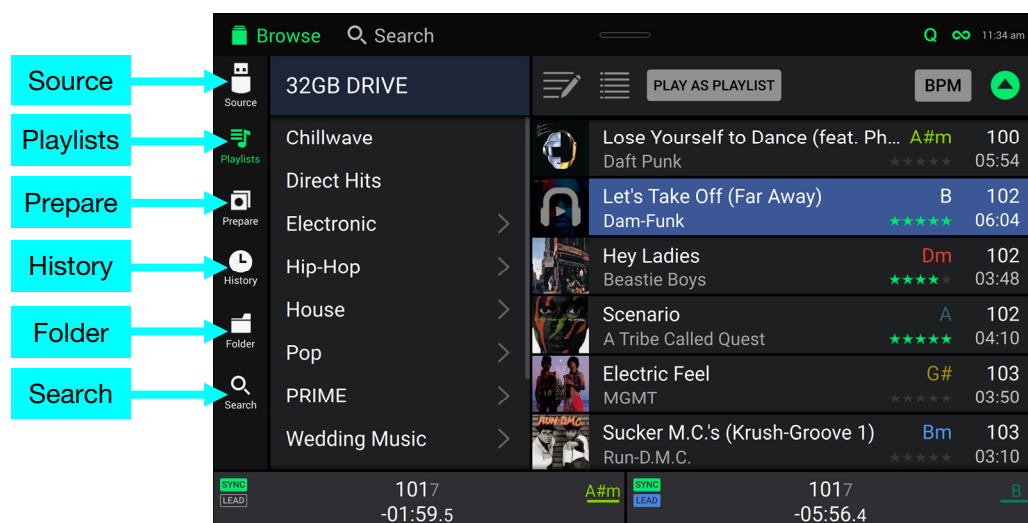 Browse Search Q 11:34 am
Source
Playlists
Prepare
History
Folder
Search
Source
Playlists
Prepare
History
Folder
Search
32GB DRIVE
Chillwave
Direct Hits
Electronic
Hip-Hop
House
Pop
PRIME
Wedding Music
PLAY AS PLAYLIST BPM
Lose Yourself to Dance (feat. Ph... A#m 100
Daft Punk 05:54
Let's Take Off (Far Away) B 102
Dam-Funk 06:04
Hey Ladies Dm 102
Beastie Boys 03:48
Scenario A 102
A Tribe Called Quest 04:10
Electric Feel G# 103
MGMT 03:50
RUN-DMC
Sucker M.C.'s (Krush-Groove 1) Bm 103
Run-D.M.C. 03:10
SYNC 1017 A#m
LEAD -01:59.5
SYNC 1017 B
LEAD -05:56.4